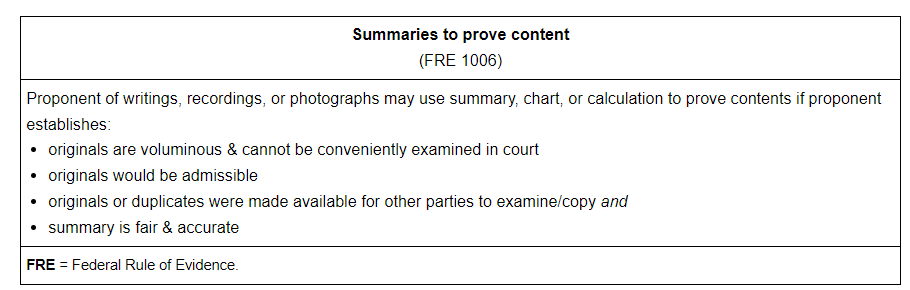 Summaries to prove content
(FRE 1006)
Proponent of writings, recordings, or photographs may use summary, chart, or calculation to prove contents if proponent
establishes:
• originals are voluminous & cannot be conveniently examined in court
• originals would be admissible
• originals or duplicates were made available for other parties to examine/copy and
• summary is fair & accurate
FRE = Federal Rule of Evidence.